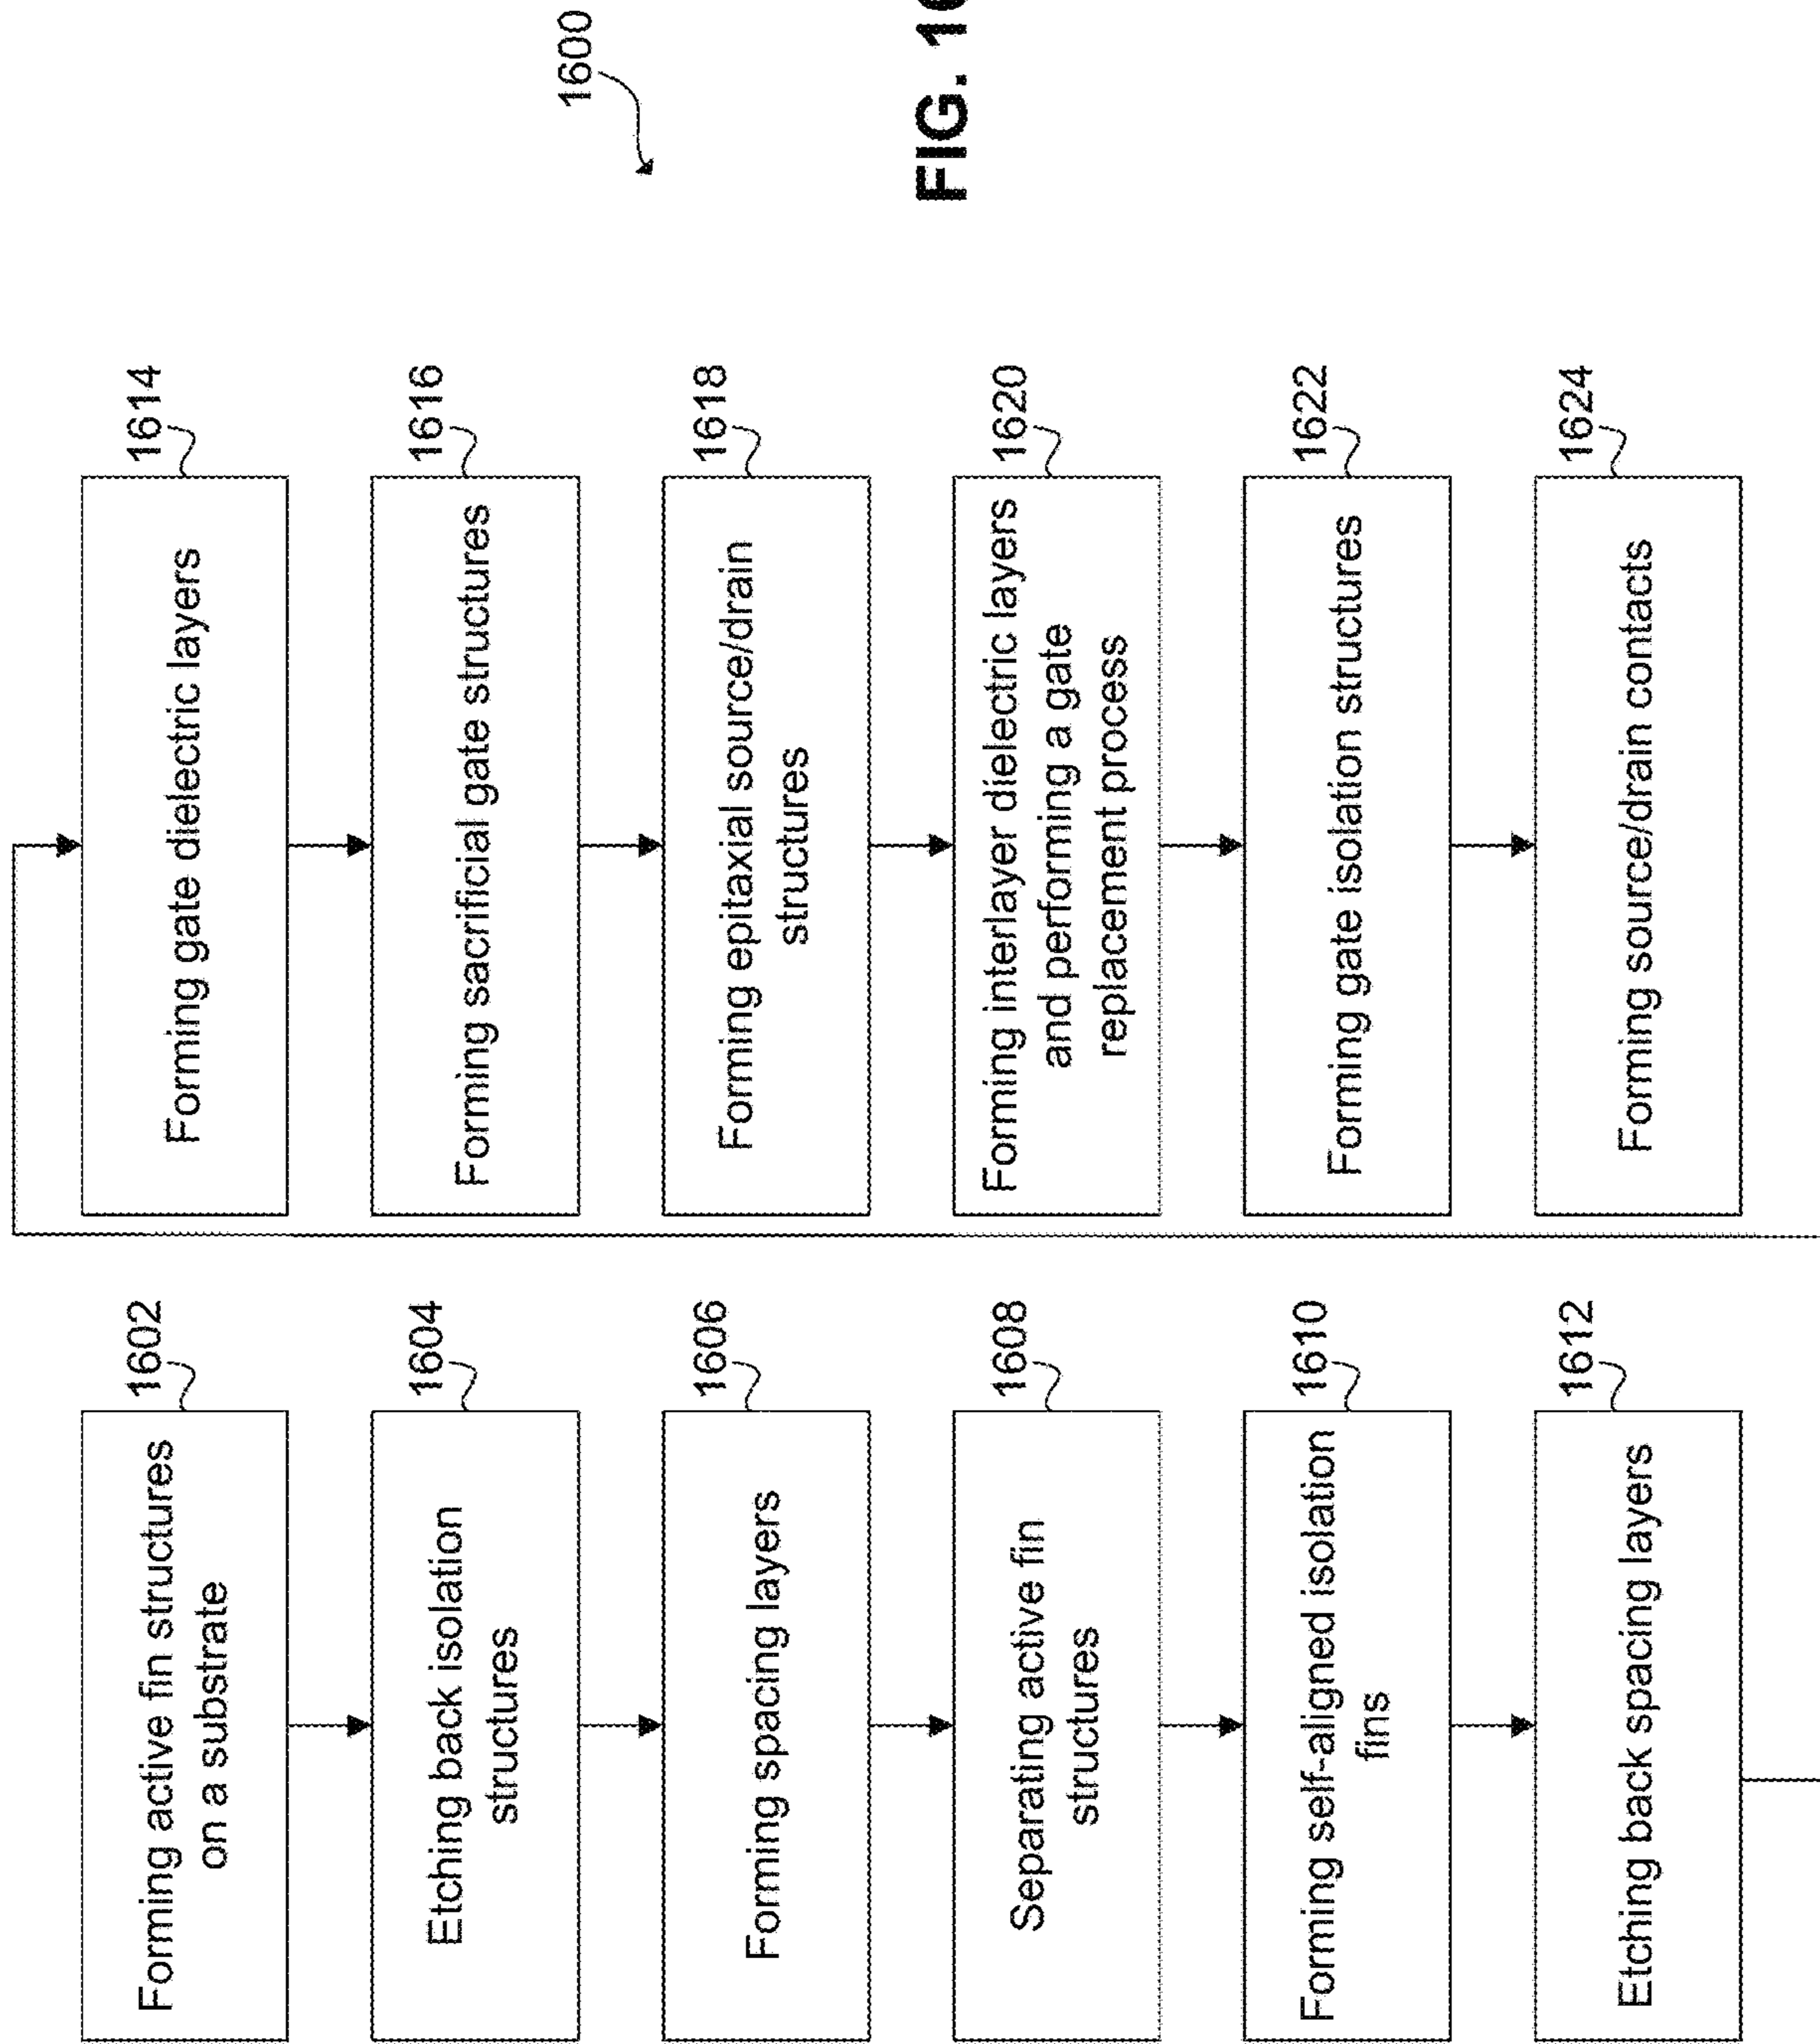 1602
Forming active fin structures
on a substrate
1604
Etching back isolation
structures
1606
Forming spacing layers
1608
Separating active fin
structures
1610
Forming self-aligned isolation
fins
1612
Etching back spacing layers
1614
Forming gate dielectric layers
1616
Forming sacrificial gate structures
1618
Forming epitaxial source/drain
structures
1620
Forming interlayer dielectric layers
and performing a gate
replacement process
1622
Forming gate isolation structures
1624
Forming source/drain contacts
1600
FIG.